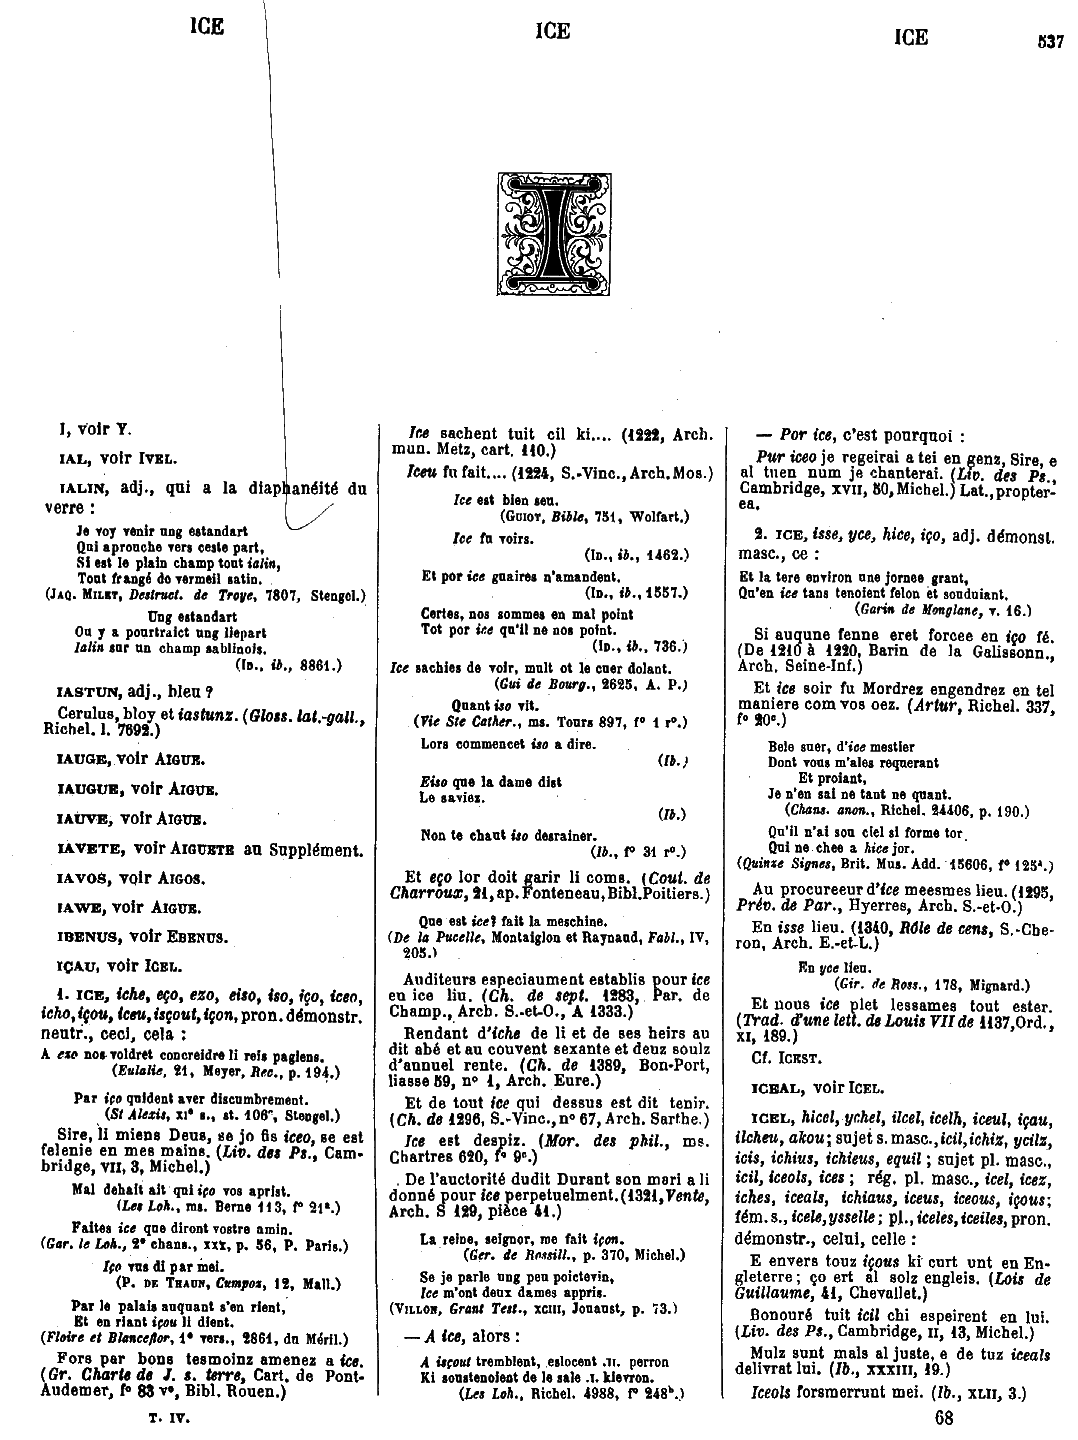 ICE
ICE
ICE
537
I
I, voir Y.
IAL, voir IVEL.
IALIN, adj., qui a la diaphanéité du
verre :
Je voy venir ung estandart
Qui aprouche vers ceste part,
Si est le plain champ tout ialin,
Tout frangé de vermeil satin.
(JAQ. MILET, Destruct. de Troye, 7807, Stengel.)
Ung estandart
Ou y a pourtraict ung liepart
Ialin sur un champ sablinois.
(ID., ib., 8861.)
IASTUN, adj., bleu ?
Cerulus, bloy et iastunz. (Gloss. lat.-gall.,
Richel. l. 7692.)
IAUGE, voir AIGUE.
IAUGUE, voir AIGUE.
IAUVE, voir AIGUE.
IAVETE, voir AIGUETE au Supplément.
IAVOS, voir AIGOS.
IAWE, voir AIGUE.
IBENUS, voir EBENUS.
IÇAU, voir ICEL.
1. ICE, iche, eço, ezo, eiso, iso, iço, iceo,
icho, içou, iceu, isçout, içon, pron. démonstr.
neutr., ceci, cela :
A ezo nos voldret concreidre li reis pagiens.
(Eulalie, 21, Meyer, Rec., p. 194.)
Par iço quident aver discumbrement.
(St Alexis, XIe s., st. 106e, Stengel.)
Sire, li miens Deus, se jo fis iceo, se est
felenie en mes mains. (Liv. des Ps., Cam-
bridge, VII, 3, Michel.)
Mal dehait ait qui iço vos aprist.
(Les Loh., ms. Berne 113, fo 21a.)
Faites ice que diront vostre amin.
(Gar. le Loh., 2e chans., XXX, p. 56, P. Paris.)
Iço vus di par mei.
(P. DE THAUN, Cumpoz, 12, Mall.)
Par le palais auquant s'en rient,
Et en riant içou li dient.
(Floire et Blanceflor, 1e vers., 2861, du Méril.)
Fors par bons tesmoinz amenez a ice.
(Gr. Charte de J. s. terre, Cart. de Pont-
Audemer, fo 83 vo, Bibl. Rouen.)
T. IV.
Ice sachent tuit cil ki.... (1222, Arch.
mun. Metz, cart. 110.)
Iceu fu fait.... (1224, S.-Vinc., Arch. Mos.)
Ice est bien seu.
(GUIOT, Bible, 751, Wolfart.)
Ice fu voirs.
(ID., ib., 1462.)
Et por ice guaires n'amandent.
(ID., ib., 1557.)
Certes, nos sommes en mal point
Tot por ice qu'il ne nos point.
(ID., ib., 736.)
Ice sachies de voir, mult ot le cuer dolant.
(Gui de Bourg., 2625, A. P.)
Quant iso vit.
(Vie Ste Cather., ms. Tours 897, fo 1 ro.)
Lors commencet iso a dire.
(Ib.)
Eiso que la dame dist
Le saviez.
(Ib.)
Non te chaut iso desrainer.
(Ib., fo 31 ro.)
Et eço lor doit garir li coms. (Cout. de
Charroux, 21, ap. Fonteneau, Bibl. Poitiers.)
Que est ice? fait la meschine.
(De la Pucelle, Montaiglon et Raynaud, Fabl., IV,
205.)
Auditeurs especiaument establis pour ice
en ice liu. (Ch. de sept. 1283, Par. de
Champ., Arch. S.-et-O., A 1333.)
Rendant d'iche de li et de ses heirs au
dit abé et au couvent sexante et deuz soulz
d'annuel rente. (Ch. de 1389, Bon-Port,
liasse 59, no 1, Arch. Eure.)
Et de tout ice qui dessus est dit tenir.
(Ch. de 1296, S.-Vinc., no 67, Arch. Sarthe.)
Ice est despiz. (Mor. des phil., ms.
Chartres 620, fo 9c.)
De l'auctorité dudit Durant son mari a li
donné pour ice perpetuelment. (1321, Vente,
Arch. S 129, pièce 41.)
La reine, seignor, me fait içon.
(Ger. de Rossill., p. 370, Michel.)
Se je parle ung peu poictevin,
Ice m'ont deux dames appris.
(VILLON, Grant Test., XCIII, Jouaust, p. 73.)
— A ice, alors :
A isçout tremblent, eslocent .II. perron
Ki soustenoient de le sale .I. kievron.
(Les Loh., Richel. 4988, fo 248b.)
— Por ice, c'est pourquoi :
Pur iceo je regeirai a tei en genz, Sire, e
al tuen num je chanterai. (Liv. des Ps.,
Cambridge, XVII, 50, Michel.) Lat., propter-
ea.
2. ICE, isse, yce, hice, iço, adj. démonst.
masc., ce :
Et la tere environ une jornee grant,
Qu'en ice tans tenoient felon et souduiant.
(Garin de Monglane, v. 16.)
Si auqune fenne eret forcee en iço fé.
(De 1210 à 1220, Barin de la Galissonn.,
Arch. Seine-Inf.)
Et ice soir fu Mordrez engendrez en tel
maniere com vos oez. (Artur, Richel. 337,
fo 20c.)
Bele suer, d'ice mestier
Dont vous m'ales requerant
Et proiant,
Je n'en sai ne tant ne quant.
(Chans. anon., Richel. 24406, p. 190.)
Qu'il n'ai sou ciel si forme tor
Qui ne chee a hice jor.
(Quinze Signes, Brit. Mus. Add. 15606, fo 125a.)
Au procureeur d'ice meesmes lieu. (1295,
Prév. de Par., Hyerres, Arch. S.-et-O.)
En isse lieu. (1340, Rôle de cens, S.-Che-
ron, Arch. E.-et-L.)
En yce lieu.
(Gir. de Ross., 178, Mignard.)
Et nous ice plet lessames tout ester.
(Trad. d'une lett. de Louis VII de 1137, Ord.,
XI, 189.)
Cf. ICEST.
ICEAL, voir ICEL.
ICEL, hicel, ychel, ilcel, icelh, iceul, içau,
ilcheu, akou; sujet s. masc., icil, ichiz, ycilz,
icis, ichius, ichieus, equil; sujet pl. masc.,
icil, iceols, ices; rég. pl. masc., icel, icez,
iches, iceals, ichiaus, iceus, iceous, içous;
fém. s., icele, ysselle; pl., iceles, iceiles, pron.
démonstr., celui, celle :
E envers touz içous ki curt unt en En-
gleterre; ço ert al solz engleis. (Lois de
Guillaume, 41, Chevallet.)
Bonouré tuit icil chi espeirent en lui.
(Liv. des Ps., Cambridge, II, 13, Michel.)
Mulz sunt mals al juste, e de tuz iceals
delivrat lui. (Ib., XXXIII, 19.)
Iceols forsmerrunt mei. (Ib., XLII, 3.)
68